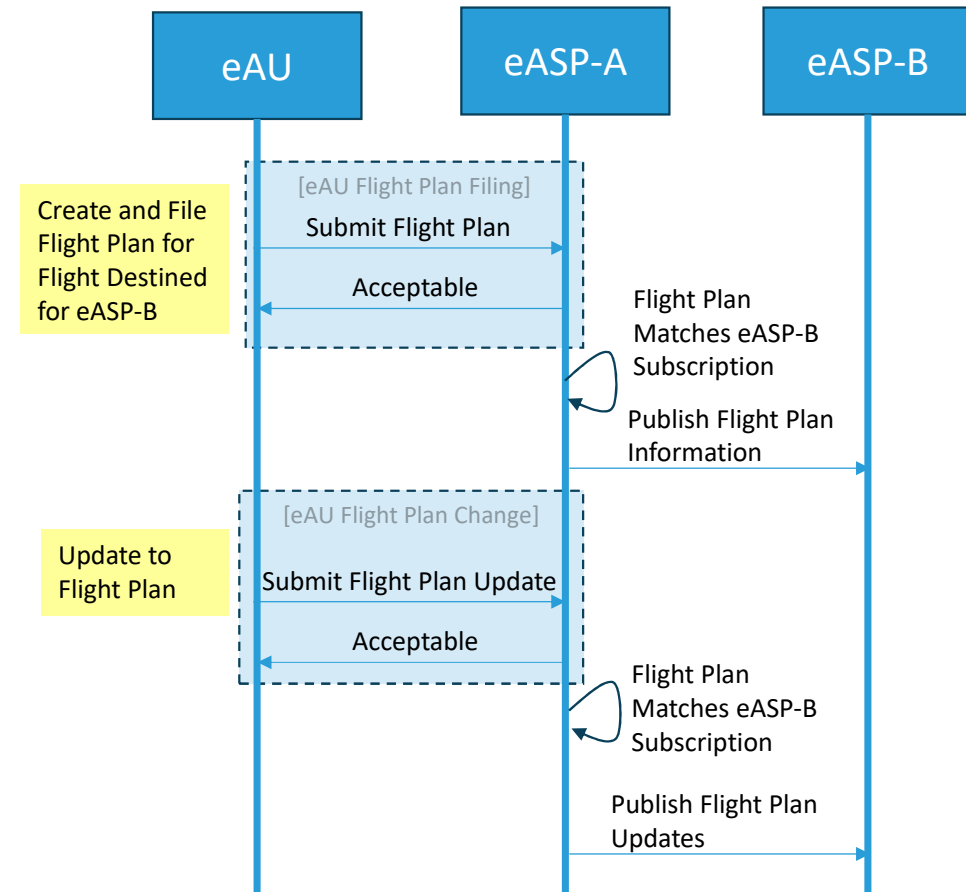 eAU
eASP-A
eASP-B
[eAU Flight Plan Filing]
Create and File
Flight Plan for
Flight Destined
for eASP-B
Submit Flight Plan
Acceptable
Flight Plan
Matches eASP-B
Subscription
Publish Flight Plan
Information
[eAU Flight Plan Change]
Update to
Flight Plan
Submit Flight Plan Update
Acceptable
Flight Plan
Matches eASP-B
Subscription
Publish Flight Plan
Updates